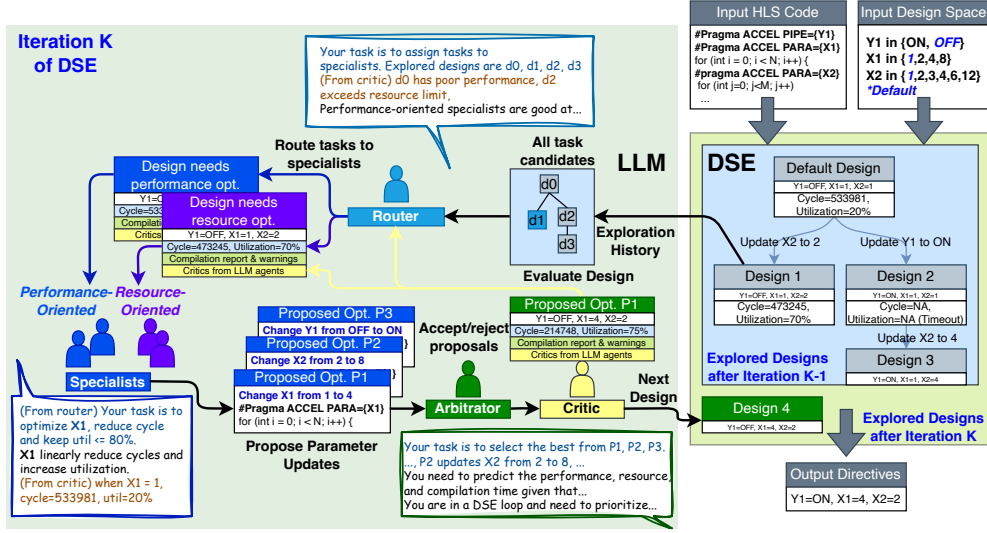 Iteration K
of DSE
Your task is to assign tasks to
specialists. Explored designs are d0, d1, d2, d3
(From critic) d0 has poor performance, d2
exceeds resource limit,
Performance-oriented specialists are good at...
Route tasks to
specialists
All task
candidates
LLM
Design needs
performance opt.
Cycle=533
Compilat
Critics
Design needs
resource opt.
Y1=OFF, X1=1, X2=2
Cycle=473245, Utilization=70%
Compilation report & warnings
Critics from LLM agents
Router
d0
d1
d2
d3
Exploration
History
Evaluate Design
Performance-
Oriented
Resource-
Oriented
Specialists
(From router) Your task is to
optimize X1, reduce cycle
and keep util <= 80%.
X1 linearly reduce cycles and
increase utilization.
(From critic) when X1 = 1,
cycle=533981, util=20%
Proposed Opt. P3
Change Y1 from OFF to ON
}
Proposed Opt. P2
Change X2 from 2 to 8
Proposed Opt. P1
Change X1 from 1 to 4
#Pragma ACCEL PARA={X1}
for (int i = 0; i < N; i++) {
Propose Parameter
Updates
Accept/reject
proposals
Proposed Opt. P1
Y1=OFF, X1=4, X2=2
Cycle=214748, Utilization=75%
Compilation report & warnings
Critics from LLM agents
Arbitrator
Critic
Next
Design
Your task is to select the best from P1, P2, P3.
..., P2 updates X2 from 2 to 8, ...
You need to predict the performance, resource,
and compilation time given that...
You are in a DSE loop and need to prioritize...
Input HLS Code
#Pragma ACCEL PIPE={Y1}
#Pragma ACCEL PARA={X1}
for (int i = 0; i < N; i++) {
#pragma ACCEL PARA={X2}
for (int j=0; j<M; j++)
...
Input Design Space
Y1 in {ON, OFF}
X1 in {1,2,4,8}
X2 in {1,2,3,4,6,12}
*Default
DSE
Default Design
Y1=OFF, X1=1, X2=1
Cycle=533981,
Utilization=20%
Update X2 to 2
Update Y1 to ON
Design 1
Y1=OFF, X1=1, X2=2
Cycle=473245,
Utilization=70%
Design 2
Y1=ON, X1=1, X2=1
Cycle=NA,
Utilization=NA (Timeout)
Update X2 to 4
Design 3
Y1=ON, X1=1, X2=4
Explored Designs
after Iteration K-1
Design 4
Y1=OFF, X1=4, X2=2
Explored Designs
after Iteration K
Output Directives
Y1=ON, X1=4, X2=2